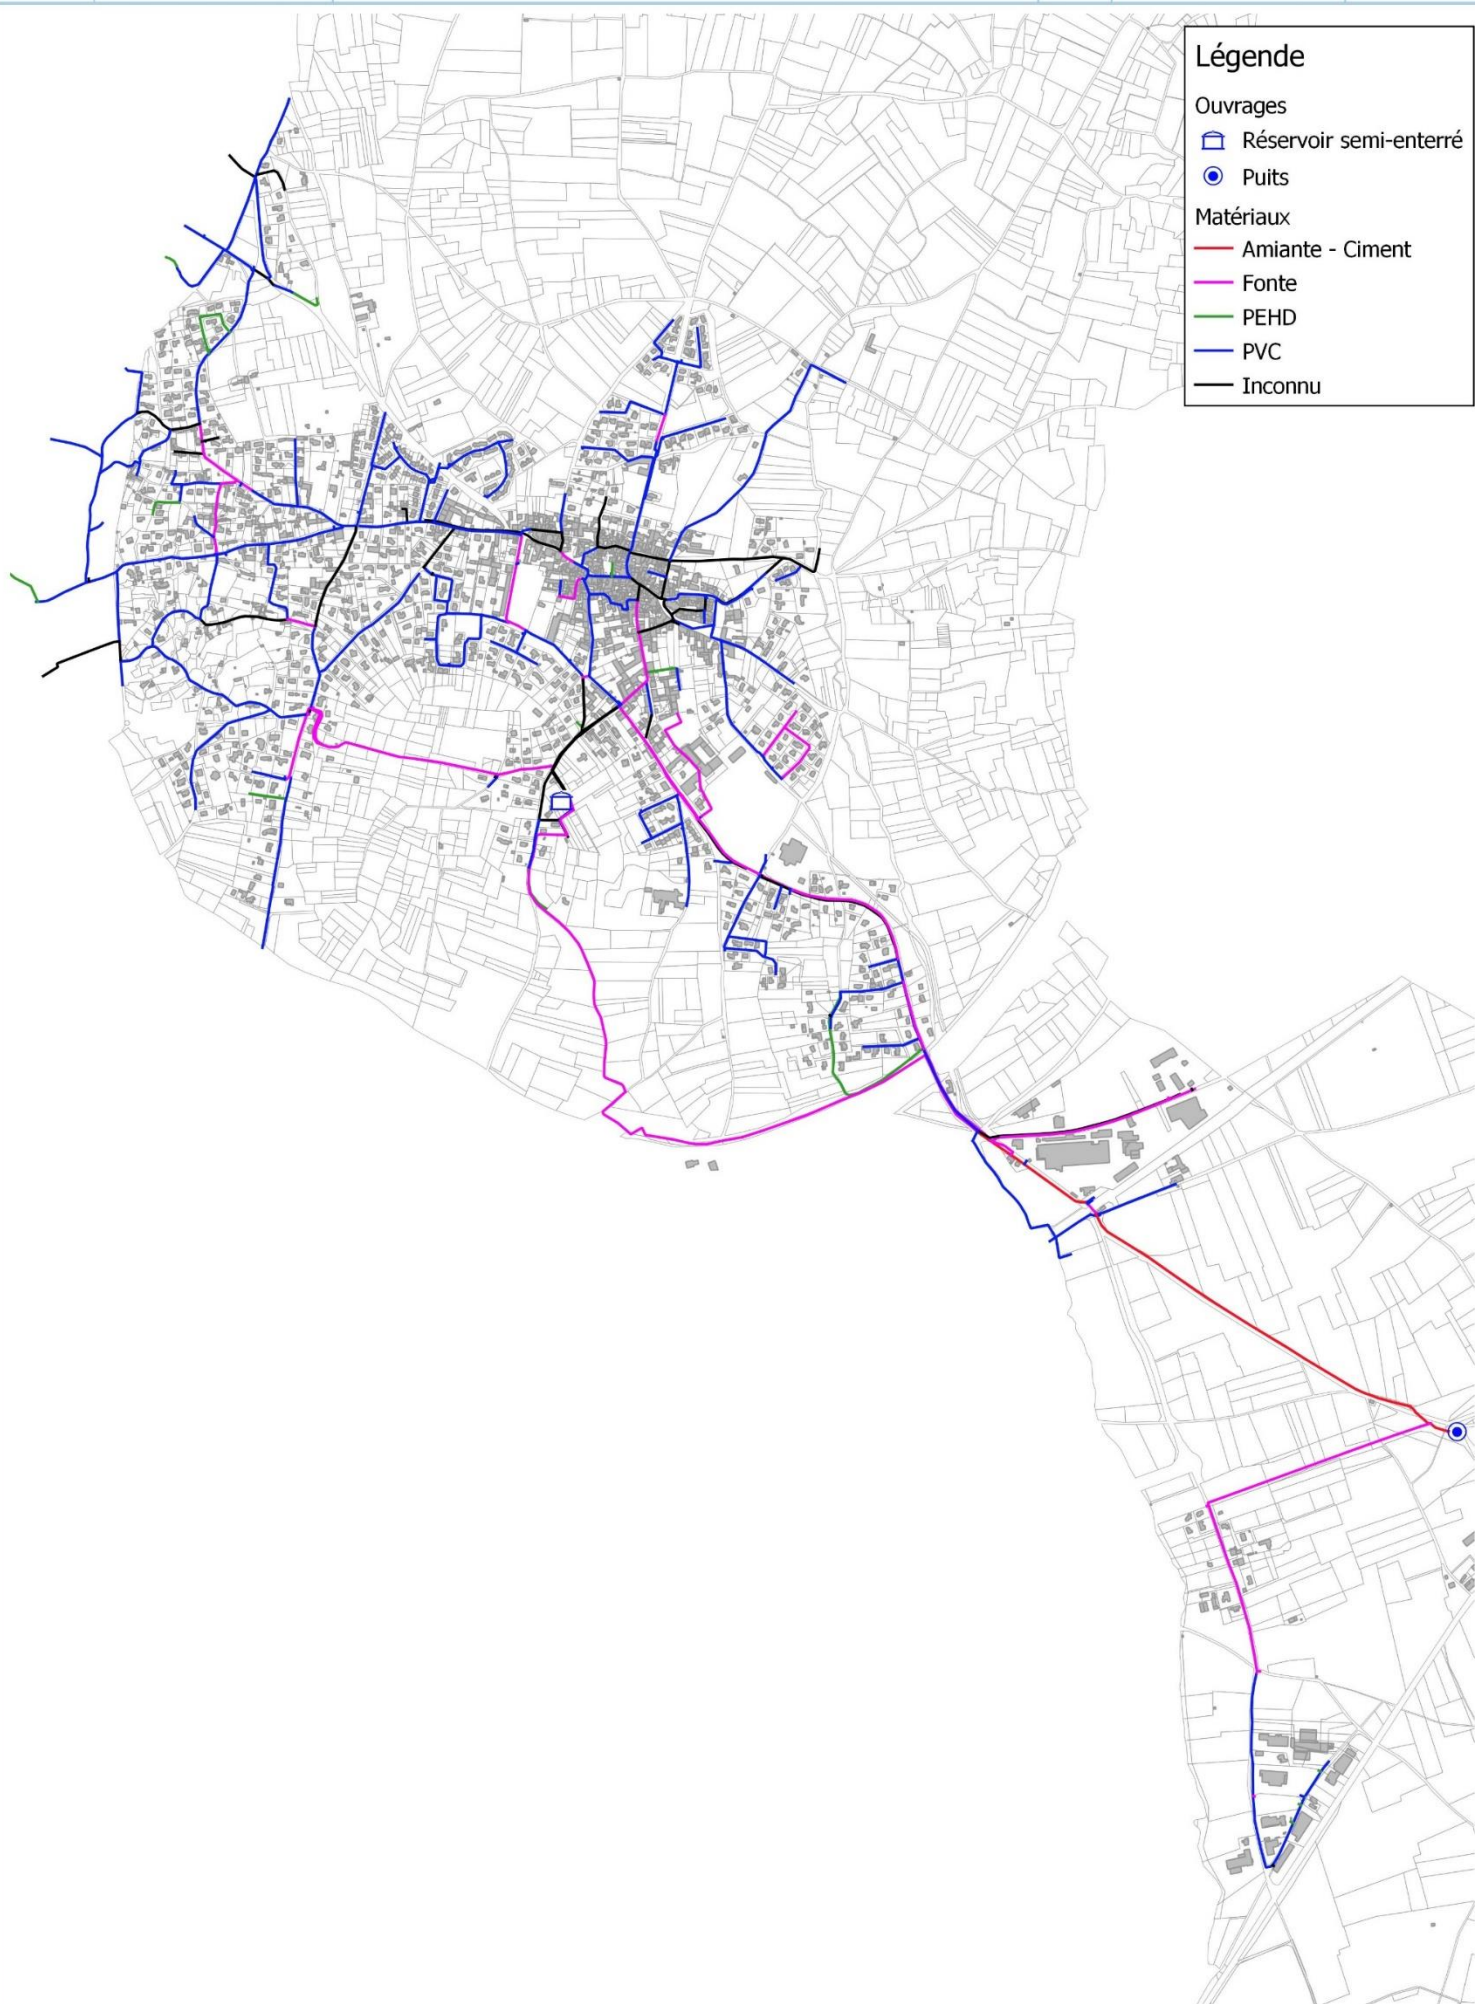 Légende
Ouvrages
Réservoir semi-enterré
Puits
Matériaux
Amiante - Ciment
Fonte
PEHD
PVC
Inconnu